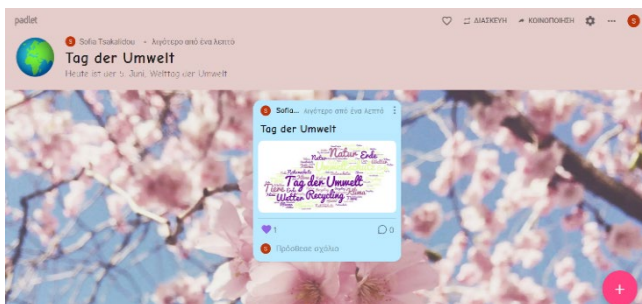 padlet
ΔΙΑΣΚΕΥΗ ΚΟΙΝΟΠΟΙΗΣΗ
S Sofia Tsakalidou • λιγότερο από ένα λεπτό
Tag der Umwelt
Heute ist der 5. Juni, Welttag der Umwelt
S Sofia... λιγότερο από ένα λεπτό
Tag der Umwelt
Natur Erde
Tag der Umwelt
Tiere Klima
Wetter Recycling
1 0
S Πρόσθεσε σχόλιο